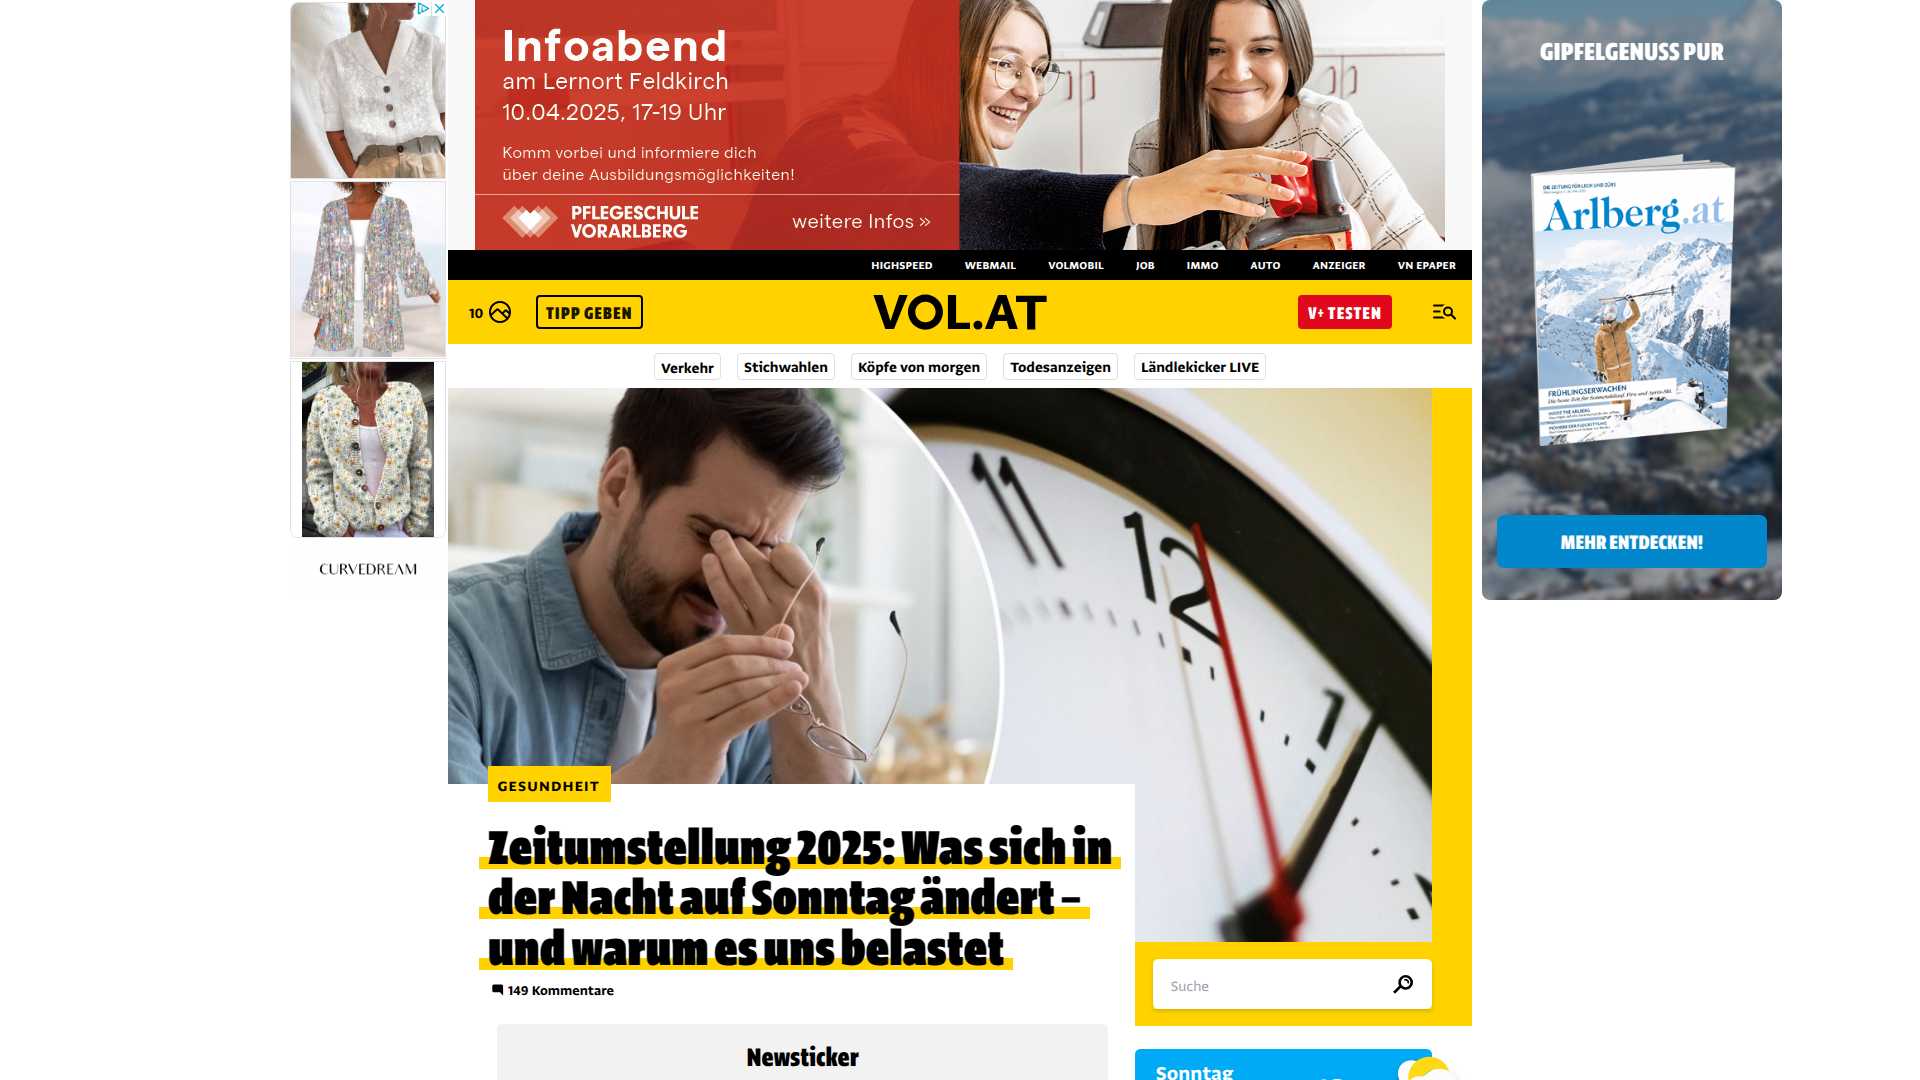 Infoabend
am Lernort Feldkirch
10.04.2025, 17-19 Uhr
Komm vorbei und informiere dich
über deine Ausbildungsmöglichkeiten!
PFLEGESCHULE
VORARLBERG
weitere Infos »
GIPFELGENUSS PUR
Arlberg.at
FRÜHLINGSERWACHEN
MEHR ENTDECKEN!
CURVEDREAM
HIGHSPEED
WEBMAIL
VOLMOBIL
JOB
IMMO
AUTO
ANZEIGER
VN EPAPER
10
TIPP GEBEN
VOL.AT
V+ TESTEN
Verkehr
Stichwahlen
Köpfe von morgen
Todesanzeigen
Ländlekicker LIVE
11
12
1
GESUNDHEIT
Zeitumstellung 2025: Was sich in
der Nacht auf Sonntag ändert –
und warum es uns belastet
149 Kommentare
Suche
Newsticker
Sonntag